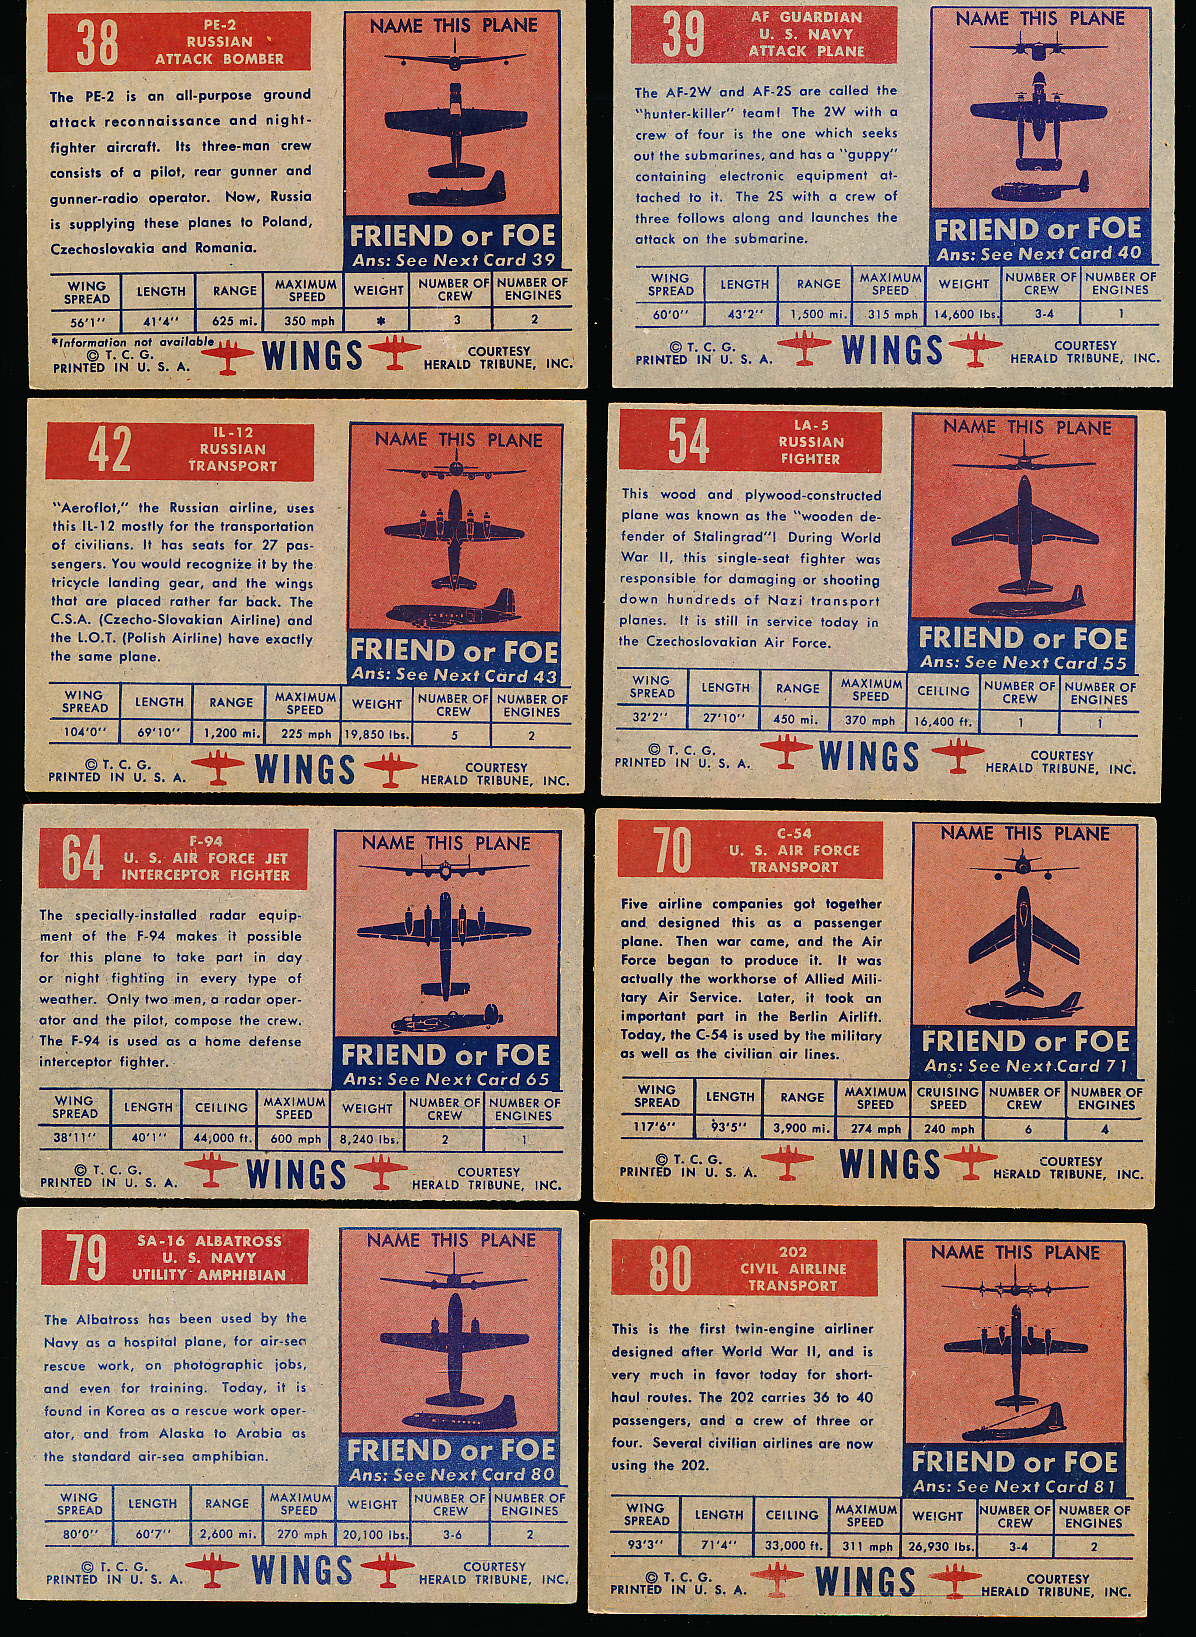 38
PE-2
RUSSIAN
ATTACK BOMBER
The PE-2 is an all-purpose ground
attack reconnaissance and night-
fighter aircraft. Its three-man crew
consists of a pilot, rear gunner and
gunner-radio operator. Now, Russia
is supplying these planes to Poland,
Czechoslovakia and Romania.
NAME THIS PLANE
FRIEND or FOE
Ans: See Next Card 39
WING SPREAD LENGTH RANGE MAXIMUM SPEED WEIGHT NUMBER OF CREW NUMBER OF ENGINES
56'1" 41'4" 625 mi. 350 mph * 3 2
*Information not available
© T. C. G.
PRINTED IN U. S. A.
WINGS
COURTESY
HERALD TRIBUNE, INC.
39
AF GUARDIAN
U. S. NAVY
ATTACK PLANE
The AF-2W and AF-2S are called the
"hunter-killer" team! The 2W with a
crew of four is the one which seeks
out the submarines, and has a "guppy"
containing electronic equipment at-
tached to it. The 2S with a crew of
three follows along and launches the
attack on the submarine.
NAME THIS PLANE
FRIEND or FOE
Ans: See Next Card 40
WING SPREAD LENGTH RANGE MAXIMUM SPEED WEIGHT NUMBER OF CREW NUMBER OF ENGINES
60'0" 43'2" 1,500 mi. 315 mph 14,600 lbs. 3-4 1
© T. C. G.
PRINTED IN U. S. A.
WINGS
COURTESY
HERALD TRIBUNE, INC.
42
IL-12
RUSSIAN
TRANSPORT
"Aeroflot," the Russian airline, uses
this IL-12 mostly for the transportation
of civilians. It has seats for 27 pas-
sengers. You would recognize it by the
tricycle landing gear, and the wings
that are placed rather far back. The
C.S.A. (Czecho-Slovakian Airline) and
the L.O.T. (Polish Airline) have exactly
the same plane.
NAME THIS PLANE
FRIEND or FOE
Ans: See Next Card 43
WING SPREAD LENGTH RANGE MAXIMUM SPEED WEIGHT NUMBER OF CREW NUMBER OF ENGINES
104'0" 69'10" 1,200 mi. 225 mph 19,850 lbs. 5 2
© T. C. G.
PRINTED IN U. S. A.
WINGS
COURTESY
HERALD TRIBUNE, INC.
54
LA-5
RUSSIAN
FIGHTER
This wood and plywood-constructed
plane was known as the "wooden de-
fender of Stalingrad"! During World
War II, this single-seat fighter was
responsible for damaging or shooting
down hundreds of Nazi transport
planes. It is still in service today in
the Czechoslovakian Air Force.
NAME THIS PLANE
FRIEND or FOE
Ans: See Next Card 55
WING SPREAD LENGTH RANGE MAXIMUM SPEED CEILING NUMBER OF CREW NUMBER OF ENGINES
32'2" 27'10" 450 mi. 370 mph 16,400 ft. 1 1
© T. C. G.
PRINTED IN U. S. A.
WINGS
COURTESY
HERALD TRIBUNE, INC.
64
F-94
U. S. AIR FORCE JET
INTERCEPTOR FIGHTER
The specially-installed radar equip-
ment of the F-94 makes it possible
for this plane to take part in day
or night fighting in every type of
weather. Only two men, a radar oper-
ator and the pilot, compose the crew.
The F-94 is used as a home defense
interceptor fighter.
NAME THIS PLANE
FRIEND or FOE
Ans: See Next Card 65
WING SPREAD LENGTH CEILING MAXIMUM SPEED WEIGHT NUMBER OF CREW NUMBER OF ENGINES
38'11" 40'1" 44,000 ft. 600 mph 8,240 lbs. 2 1
© T. C. G.
PRINTED IN U. S. A.
WINGS
COURTESY
HERALD TRIBUNE, INC.
70
C-54
U. S. AIR FORCE
TRANSPORT
Five airline companies got together
and designed this as a passenger
plane. Then war came, and the Air
Force began to produce it. It was
actually the workhorse of Allied Mili-
tary Air Service. Later, it took an
important part in the Berlin Airlift.
Today, the C-54 is used by the military
as well as the civilian air lines.
NAME THIS PLANE
FRIEND or FOE
Ans: See Next Card 71
WING SPREAD LENGTH RANGE MAXIMUM SPEED CRUISING SPEED NUMBER OF CREW NUMBER OF ENGINES
117'6" 93'5" 3,900 mi. 274 mph 240 mph 6 4
© T. C. G.
PRINTED IN U. S. A.
WINGS
COURTESY
HERALD TRIBUNE, INC.
79
SA-16 ALBATROSS
U. S. NAVY
UTILITY AMPHIBIAN
The Albatross has been used by the
Navy as a hospital plane, for air-sea
rescue work, on photographic jobs,
and even for training. Today, it is
found in Korea as a rescue work oper-
ator, and from Alaska to Arabia as
the standard air-sea amphibian.
NAME THIS PLANE
FRIEND or FOE
Ans: See Next Card 80
WING SPREAD LENGTH RANGE MAXIMUM SPEED WEIGHT NUMBER OF CREW NUMBER OF ENGINES
80'0" 60'7" 2,600 mi. 270 mph 20,100 lbs. 3-6 2
© T. C. G.
PRINTED IN U. S. A.
WINGS
COURTESY
HERALD TRIBUNE, INC.
80
202
CIVIL AIRLINE
TRANSPORT
This is the first twin-engine airliner
designed after World War II, and is
very much in favor today for short-
haul routes. The 202 carries 36 to 40
passengers, and a crew of three or
four. Several civilian airlines are now
using the 202.
NAME THIS PLANE
FRIEND or FOE
Ans: See Next Card 81
WING SPREAD LENGTH CEILING MAXIMUM SPEED WEIGHT NUMBER OF CREW NUMBER OF ENGINES
93'3" 71'4" 33,000 ft. 311 mph 26,930 lbs. 3-4 2
© T. C. G.
PRINTED IN U. S. A.
WINGS
COURTESY
HERALD TRIBUNE, INC.